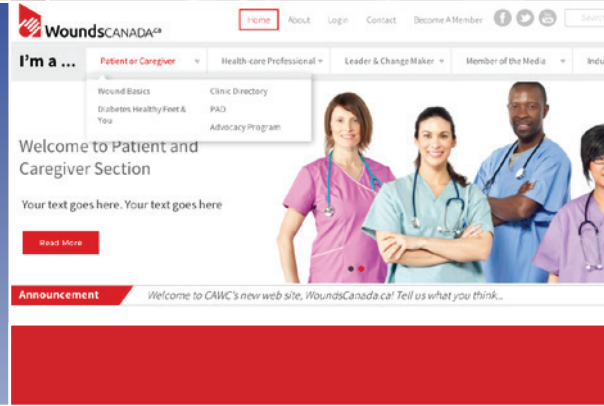 WoundsCANADA.ca
Home About Login Contact Become A Member Search
I'm a ... Patient or Caregiver Health-care Professional Leader & Change Maker Member of the Media Indu
Wound Basics Clinic Directory
Diabetes Healthy Feet & PAD
You
Advocacy Program
Welcome to Patient and
Caregiver Section
Your text goes here. Your text goes here
Read More
Announcement Welcome to CAWC's new web site, WoundsCanada.ca! Tell us what you think...